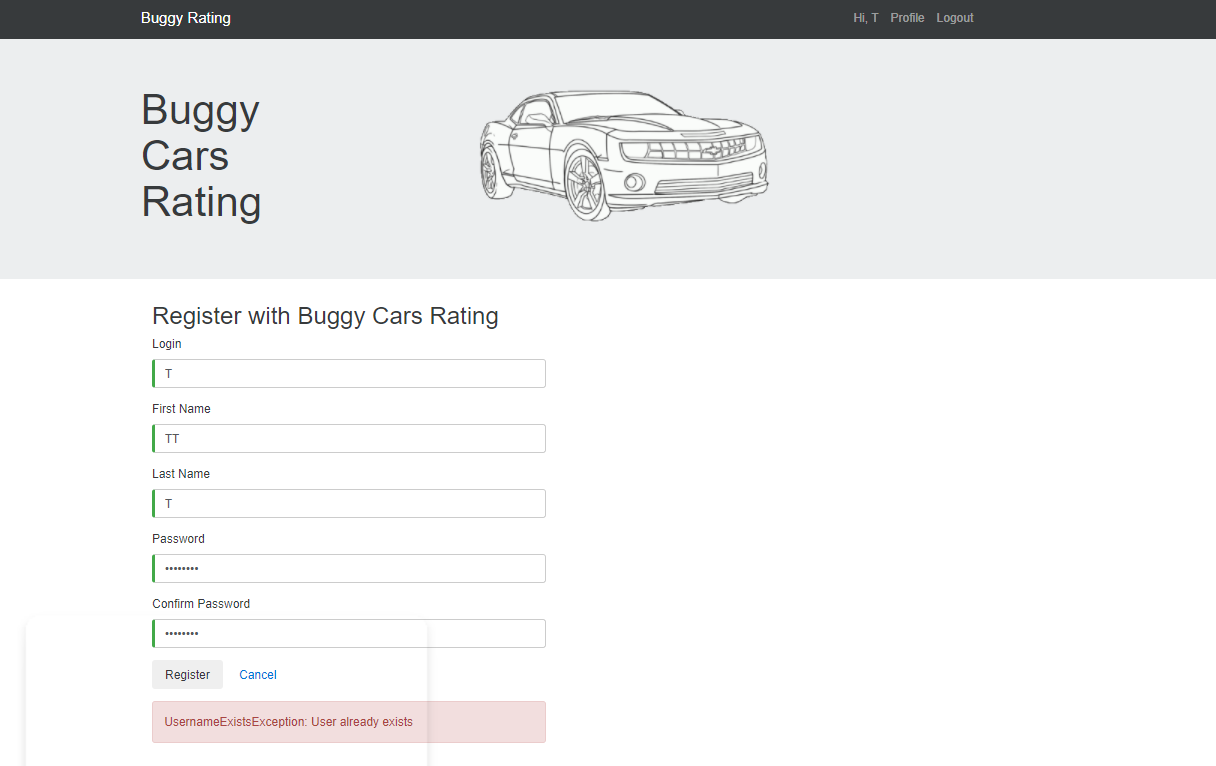 Buggy Rating
Hi, T Profile Logout
Buggy
Cars
Rating
Register with Buggy Cars Rating
Login
T
First Name
TT
Last Name
T
Password
••••••••
Confirm Password
••••••••
Register Cancel
UsernameExistsException: User already exists